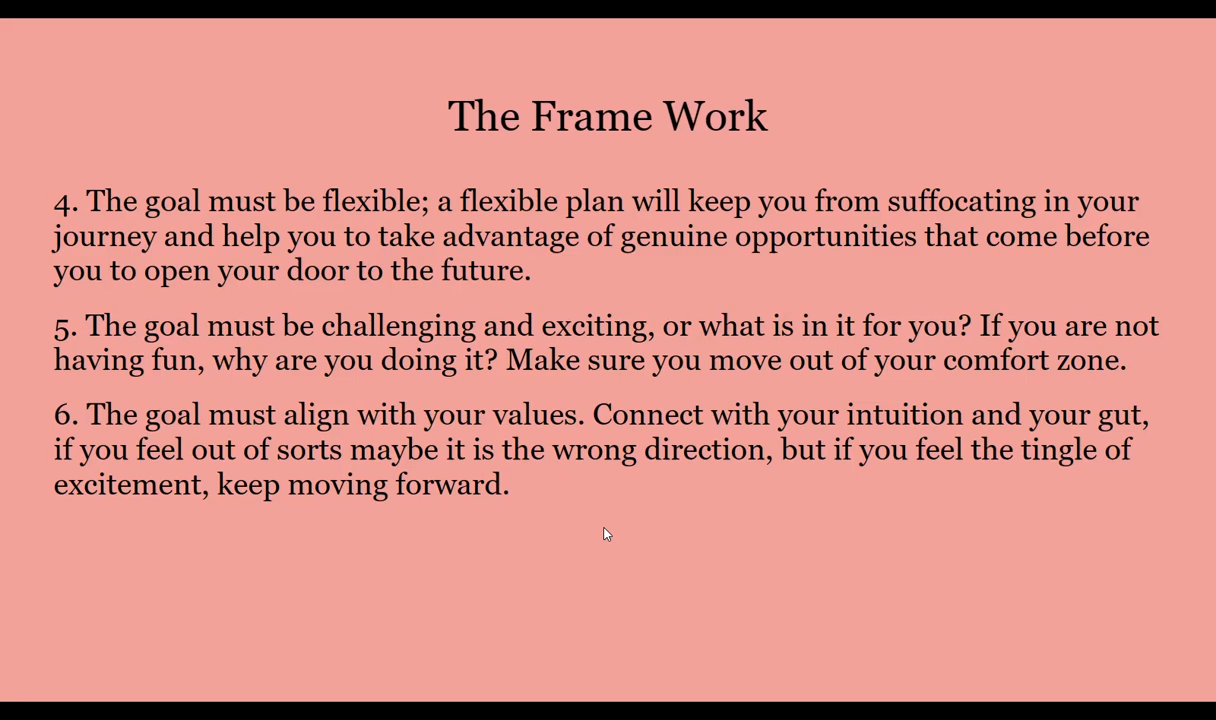 The Frame Work
4. The goal must be flexible; a flexible plan will keep you from suffocating in your
journey and help you to take advantage of genuine opportunities that come before
you to open your door to the future.
5. The goal must be challenging and exciting, or what is in it for you? If you are not
having fun, why are you doing it? Make sure you move out of your comfort zone.
6. The goal must align with your values. Connect with your intuition and your gut,
if you feel out of sorts maybe it is the wrong direction, but if you feel the tingle of
excitement, keep moving forward.